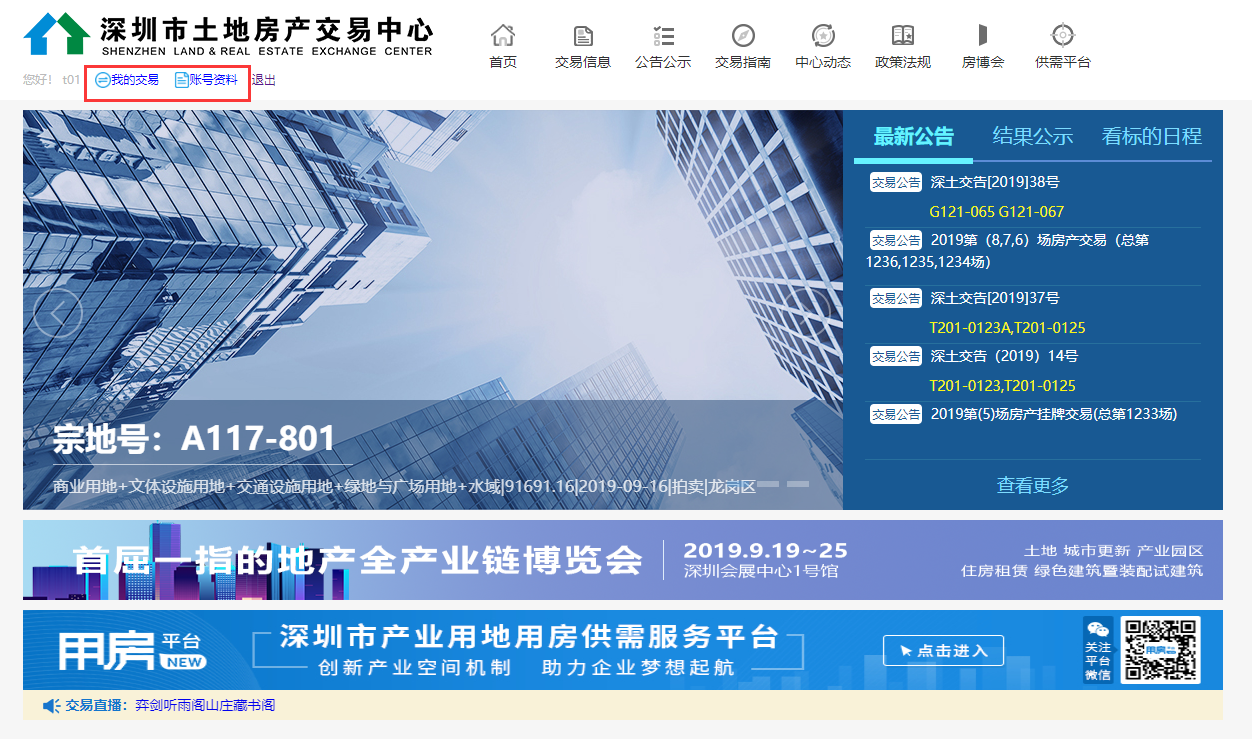 深圳市土地房产交易中心
SHENZHEN LAND & REAL ESTATE EXCHANGE CENTER
首页 交易信息 公告公示 交易指南 中心动态 政策法规 房博会 供需平台
您好！ t01 我的交易 账号资料 退出
最新公告 结果公示 看标的日程
交易公告 深土交告[2019]38号
G121-065 G121-067
交易公告 2019第（8,7,6）场房产交易（总第
1236,1235,1234场)
交易公告 深土交告[2019]37号
T201-0123A,T201-0125
交易公告 深土交告（2019）14号
T201-0123,T201-0125
交易公告 2019第(5)场房产挂牌交易(总第1233场)
查看更多
宗地号：A117-801
商业用地+文体设施用地+交通设施用地+绿地与广场用地+水域|91691.16|2019-09-16|拍卖|龙岗区
首屈一指的地产全产业链博览会
2019.9.19~25
深圳会展中心1号馆
土地 城市更新 产业园区
住房租赁 绿色建筑暨装配试建筑
用房平台
NEW
深圳市产业用地用房供需服务平台
创新产业空间机制 助力企业梦想起航
点击进入
关注
平台
微信
用房
交易直播：弈剑听雨阁山庄藏书阁